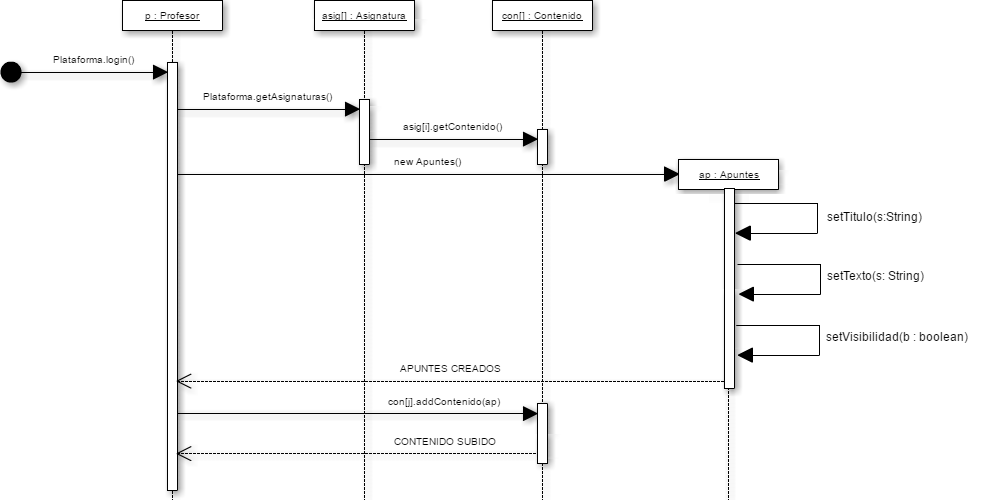 p : Profesor
asig[] : Asignatura
con[] : Contenido
Plataforma.login()
Plataforma.getAsignaturas()
asig[i].getContenido()
new Apuntes()
ap : Apuntes
setTitulo(s:String)
setTexto(s: String)
setVisibilidad(b : boolean)
APUNTES CREADOS
con[j].addContenido(ap)
CONTENIDO SUBIDO